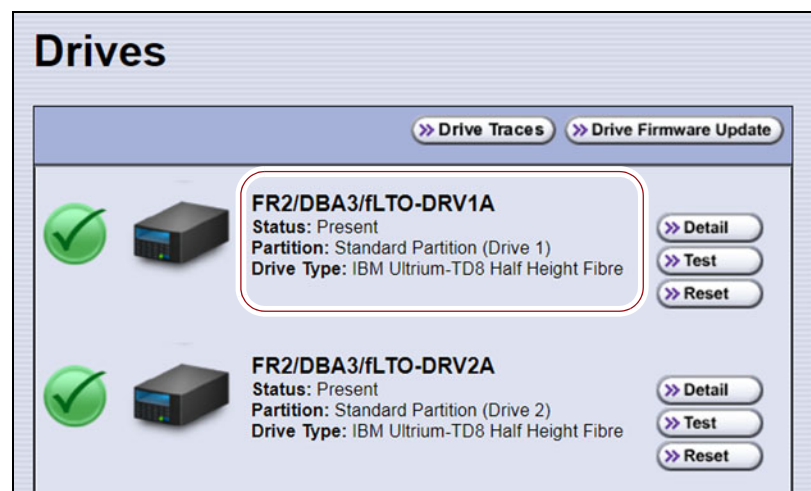 Drives
» Drive Traces » Drive Firmware Update
FR2/DBA3/fLTO-DRV1A
Status: Present
Partition: Standard Partition (Drive 1)
Drive Type: IBM Ultrium-TD8 Half Height Fibre
» Detail
» Test
» Reset
FR2/DBA3/fLTO-DRV2A
Status: Present
Partition: Standard Partition (Drive 2)
Drive Type: IBM Ultrium-TD8 Half Height Fibre
» Detail
» Test
» Reset